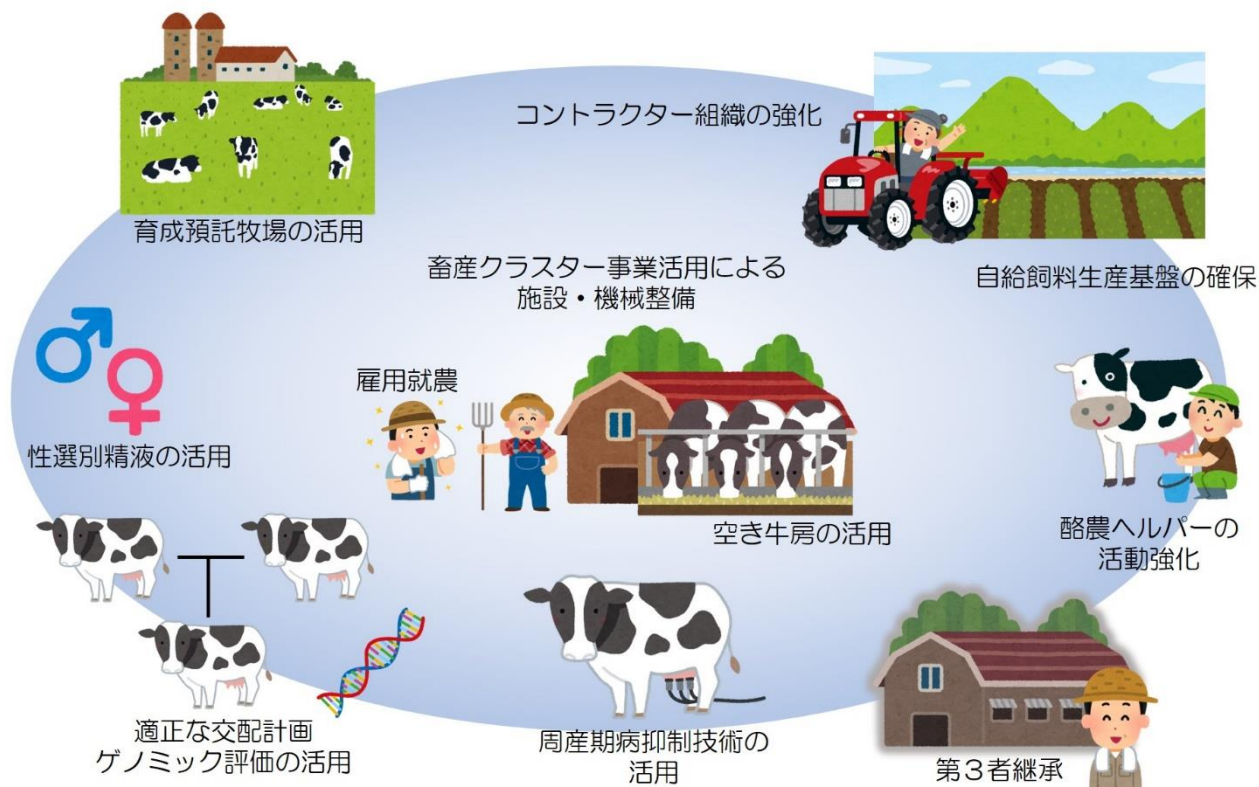 コントラクター組織の強化
育成預託牧場の活用
畜産クラスター事業活用による
施設・機械整備
自給飼料生産基盤の確保
雇用就農
性選別精液の活用
空き牛房の活用
酪農ヘルパーの
活動強化
適正な交配計画
ゲノミック評価の活用
周産期病抑制技術の
活用
第３者継承